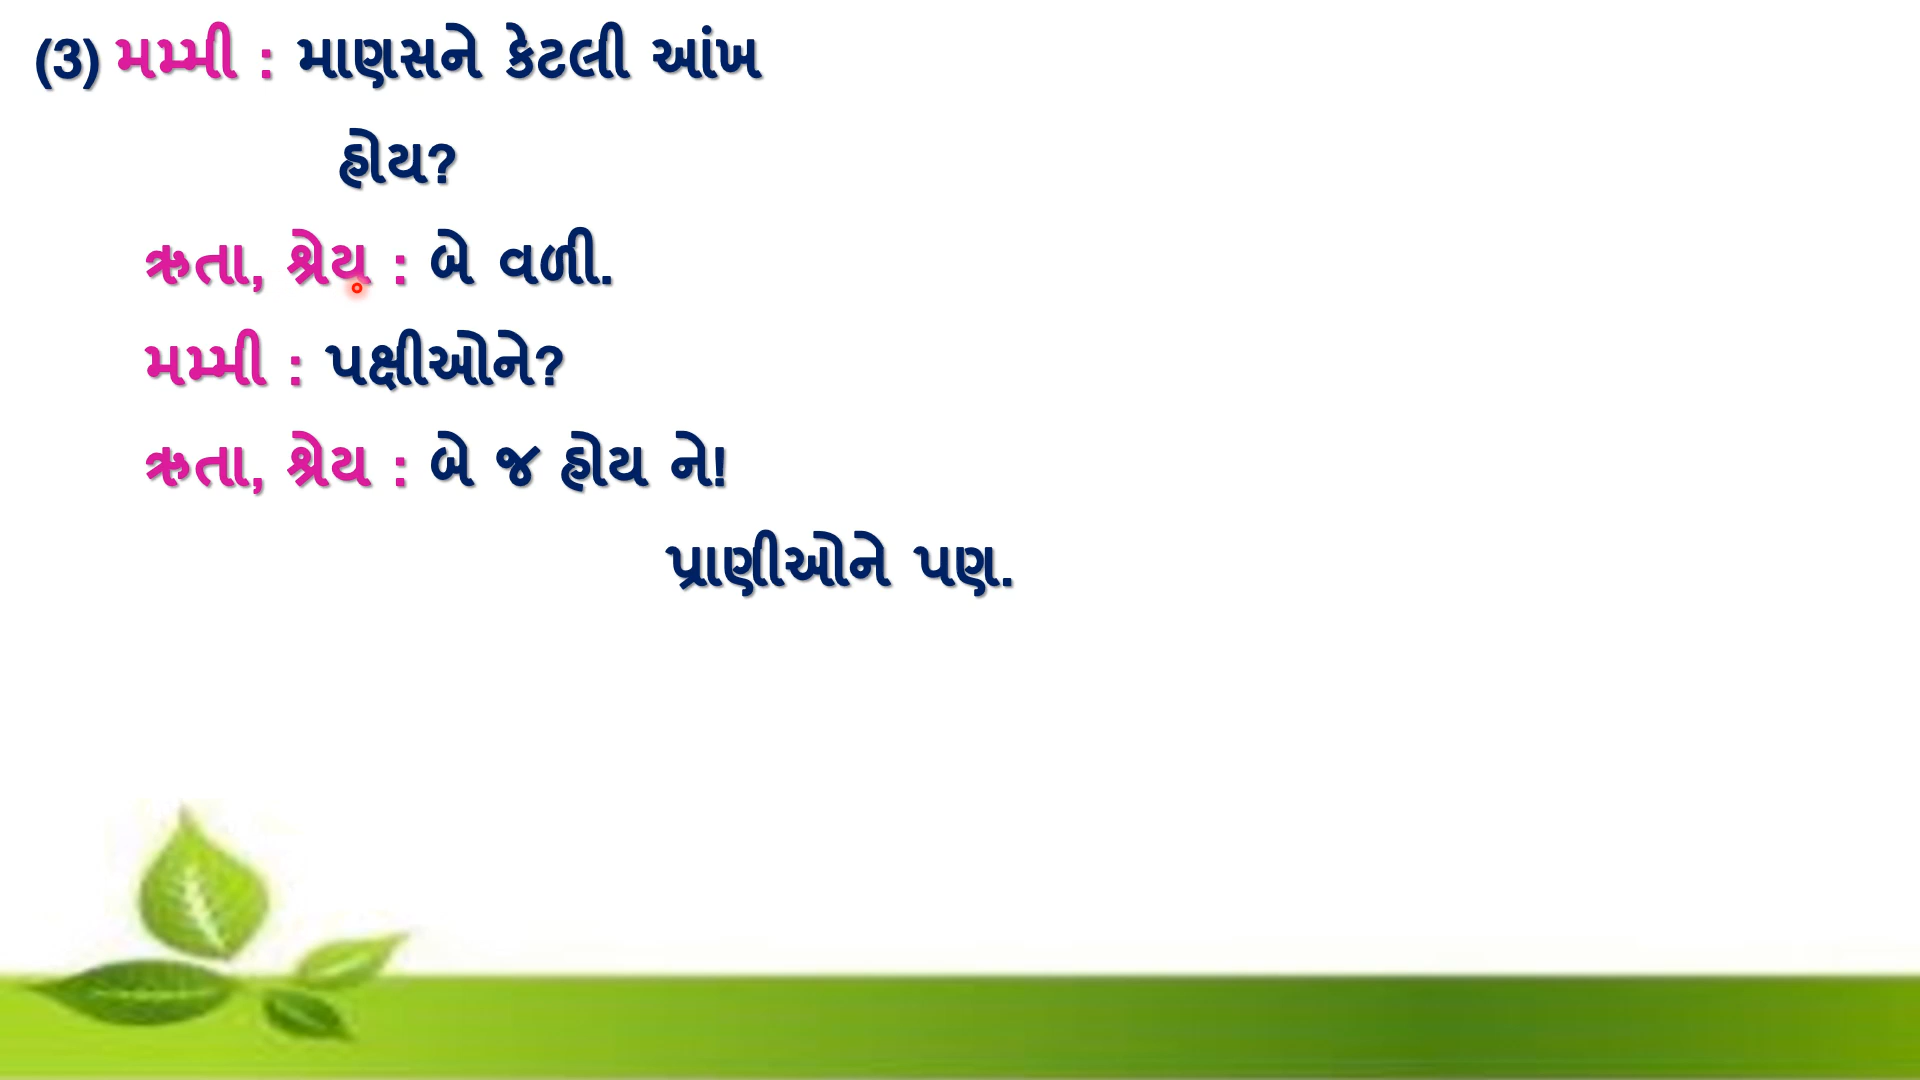 (3) મમ્મી : માણસને કેટલી આંખ
હોય?
ઋતા, શ્રેય : બે વળી.
મમ્મી : પક્ષીઓને?
ઋતા, શ્રેય : બે જ હોય ને!
પ્રાણીઓને પણ.